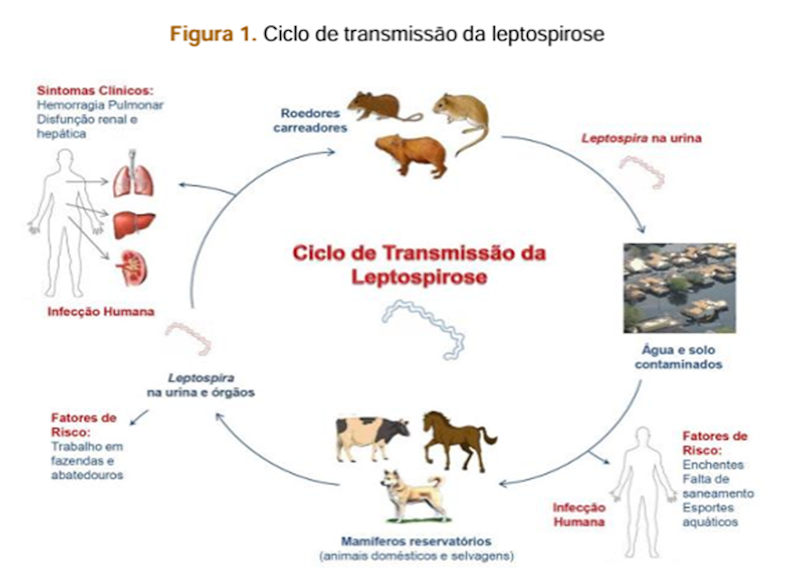 Figura 1. Ciclo de transmissão da leptospirose
Sintomas Clínicos:
Hemorragia Pulmonar
Disfunção renal e
hepática
Infecção Humana
Roedores
carreadores
Leptospira na urina
Ciclo de Transmissão da
Leptospirose
Água e solo
contaminados
Leptospira
na urina e órgãos
Fatores de
Risco:
Trabalho em
fazendas e
abatedouros
Mamíferos reservatórios
(animais domésticos e selvagens)
Infecção
Humana
Fatores de
Risco:
Enchentes
Falta de
saneamento
Esportes
aquáticos